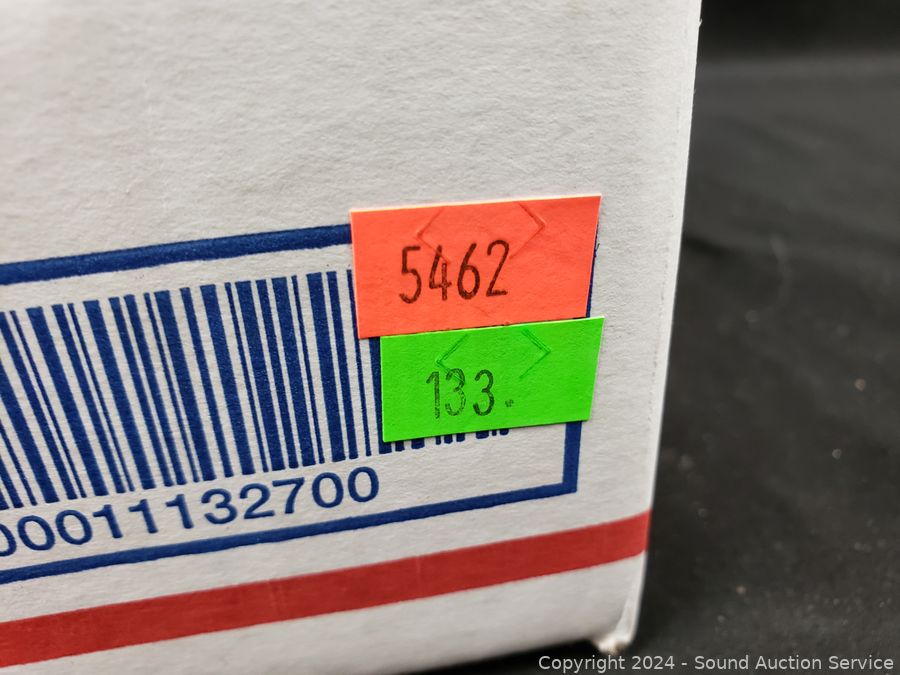 5462
133.
00011132700
Copyright 2024 - Sound Auction Service